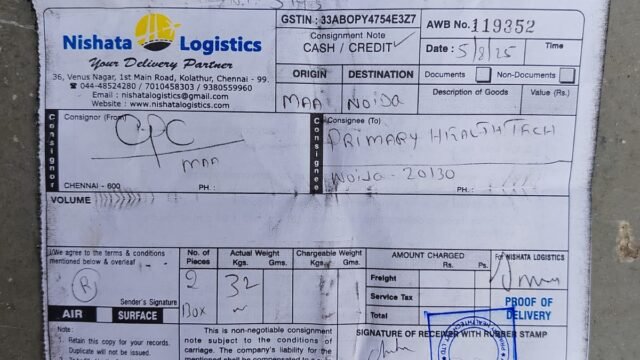 Nishata Logistics
Your Delivery Partner
36, Venus Nagar, 1st Main Road, Kolathur, Chennai - 99.
044-48524280 / 7010458303 / 9380559960
Email : nishatalogistics@gmail.com
Website : www.nishatalogistics.com
GSTIN : 33ABOPY4754E3Z7
Consignment Note
CASH / CREDIT
AWB No. 119352
Date : 5/8/25
Time
ORIGIN
DESTINATION
MAA
NOIDA
Documents
Non-Documents
Description of Goods
Value (Rs.)
Consignor
Consignor (From)
CPC
MAA
CHENNAI - 600
PH. :
Consignee
Consignee (To)
PRIMARY HEALTH TECH
NOIDA - 20130
PH. :
VOLUME
I/We agree to the terms & conditions
mentioned below & overleaf
Sender's Signature
AIR
SURFACE
No. of Pieces
2
Box
Actual Weight
Kgs.
Gms.
32
Chargeable Weight
Kgs.
Gms.
AMOUNT CHARGED
Rs.
Ps.
Freight
Service Tax
Total
For NISHATA LOGISTICS
PROOF OF
DELIVERY
Note :
1. Retain this copy for your records.
Duplicate will not be issued.
This is non-negotiable consignment
note subject to the conditions of
carriage. The company's liability for the
SIGNATURE OF RECEIVER WITH RUBBER STAMP